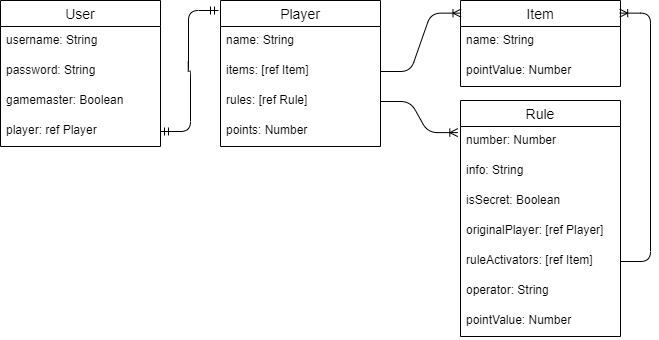 User
username: String
password: String
gamemaster: Boolean
player: ref Player
Player
name: String
items: [ref Item]
rules: [ref Rule]
points: Number
Item
name: String
pointValue: Number
Rule
number: Number
info: String
isSecret: Boolean
originalPlayer: [ref Player]
ruleActivators: [ref Item]
operator: String
pointValue: Number